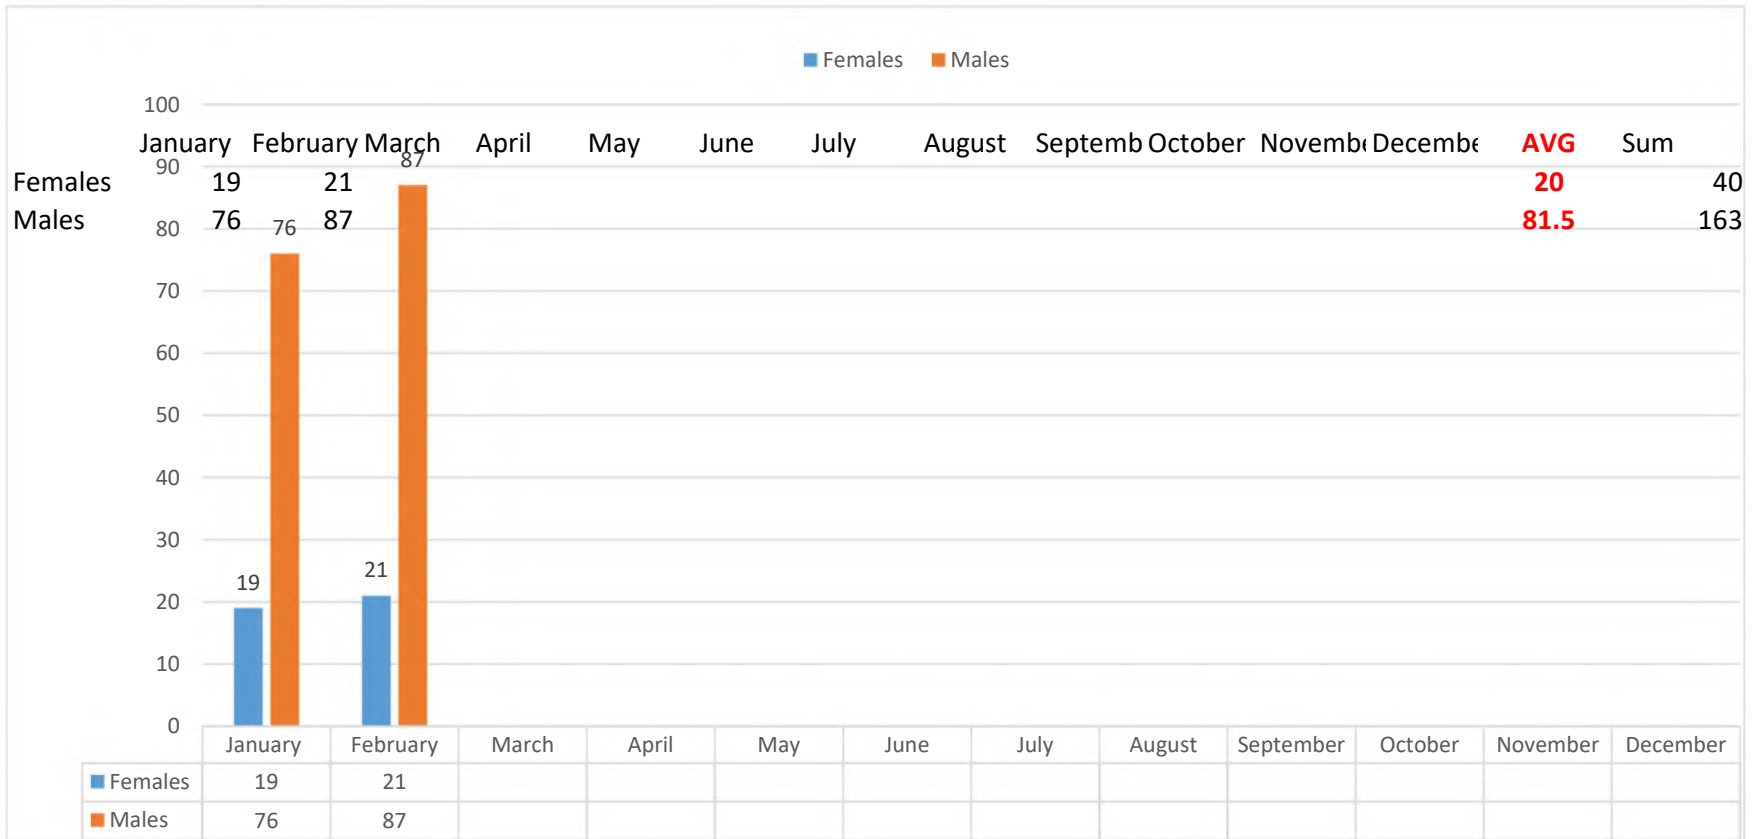 Females Males
100
January February March April May June July August Septemb October Novembe Decembe AVG Sum
87
90
Females 19 21 20 40
Males 76 87 81.5 163
80
76
70
60
50
40
30
19
21
20
10
0
January February March April May June July August September October November December
Females 19 21
Males 76 87